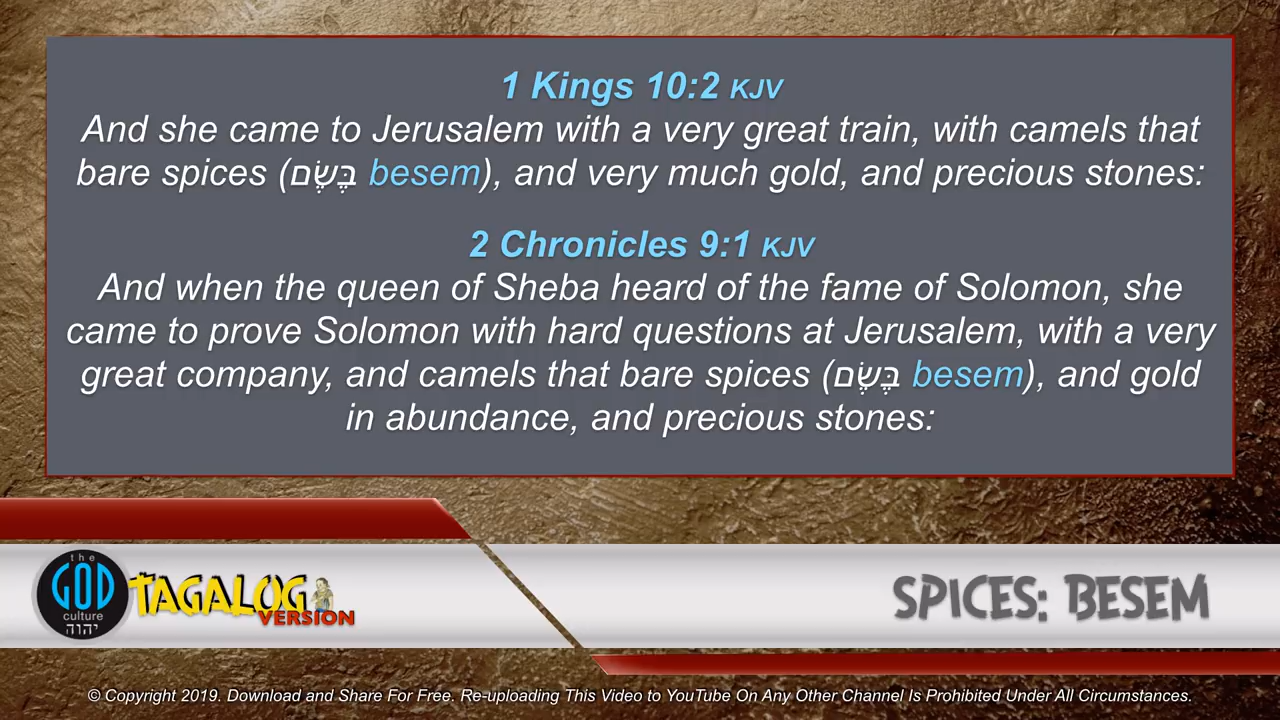 1 Kings 10:2 KJV
And she came to Jerusalem with a very great train, with camels that
bare spices (בֶּשֶׂם besem), and very much gold, and precious stones:
2 Chronicles 9:1 KJV
And when the queen of Sheba heard of the fame of Solomon, she
came to prove Solomon with hard questions at Jerusalem, with a very
great company, and camels that bare spices (בֶּשֶׂם besem), and gold
in abundance, and precious stones:
the
GOD
culture
יהוה
TAGALOG
VERSION
SPICES: BESEM
© Copyright 2019. Download and Share For Free. Re-uploading This Video to YouTube On Any Other Channel Is Prohibited Under All Circumstances.